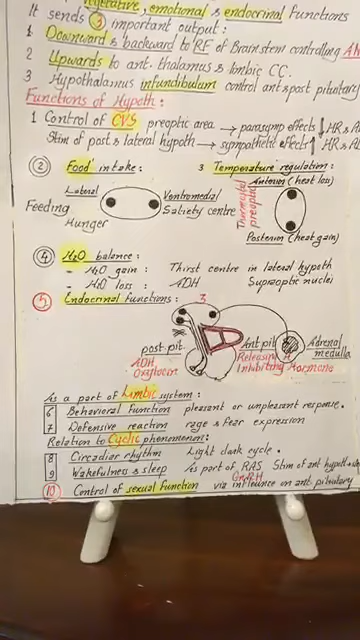 Vegetative, emotional & endocrinal functions
It sends 3 important output:
1 Downward & backward to RF of Brain stem controlling
2 Upwards to ant. thalamus & limbic CC.
3 Hypothalamus infundibulum control ant & post pituitary
Functions of Hypoth:
1 Control of CVS preoptic area → parasymp effects ↓ HR &
Stim of post & lateral hypoth → sympathetic effects ↑ HR &
2 Food intake:
3 Temperature regulation:
Anterior (heat loss)
Lateral
Ventromedial
Feeding
Satiety centre
Hunger
Thermostat
preoptic
Posterior (heat gain)
4 H2O balance:
- H2O gain: Thirst centre in lateral hypoth
- H2O loss: ADH Supraoptic nuclei
5 Endocrinal functions:
3
post pit.
ADH
Oxytocin
Ant pit
Releasing &
Inhibiting Hormone
Adrenal
medulla
As a part of Limbic system:
6 Behavioral Function pleasant or unpleasant response.
7 Defensive reaction rage & fear expression
Relation to Cyclic phenomenon:
8 Circadian rhythm Light dark cycle.
9 Wakefulness & sleep As part of RAS Stim of ant hypoth
GnRH
10 Control of sexual function via influence on ant. pituitary